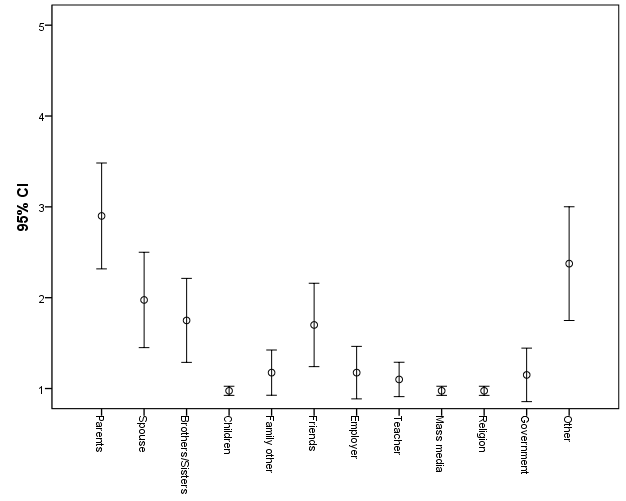 5
4
3
2
1
95% CI
Parents
Spouse
Brothers/Sisters
Children
Family other
Friends
Employer
Teacher
Mass media
Religion
Government
Other